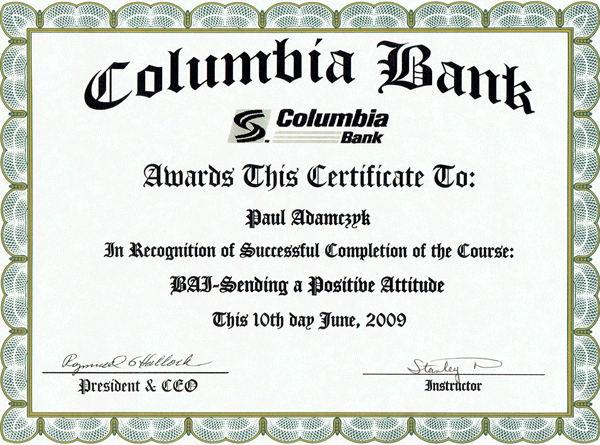 Columbia Bank
Columbia
Bank
Awards This Certificate To:
Paul Adamczyk
In Recognition of Successful Completion of the Course:
BAI-Sending a Positive Attitude
This 10th day June, 2009
Raymond G Hallock
Stanley
President & CEO
Instructor